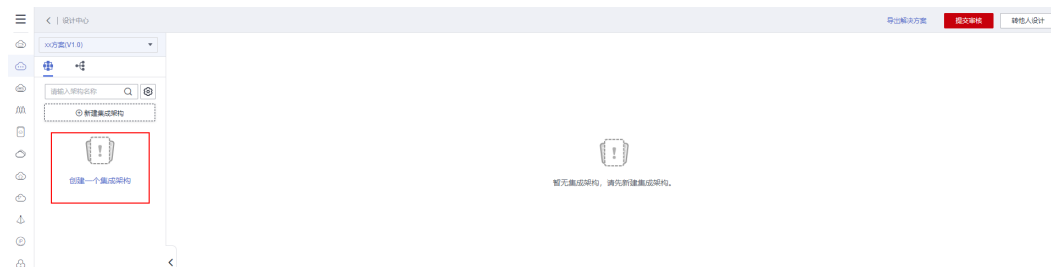 设计中心
导出解决方案
提交审核
转他人设计
xx方案(V1.0)
请输入架构名称
新建集成架构
创建一个集成架构
暂无集成架构，请先新建集成架构。